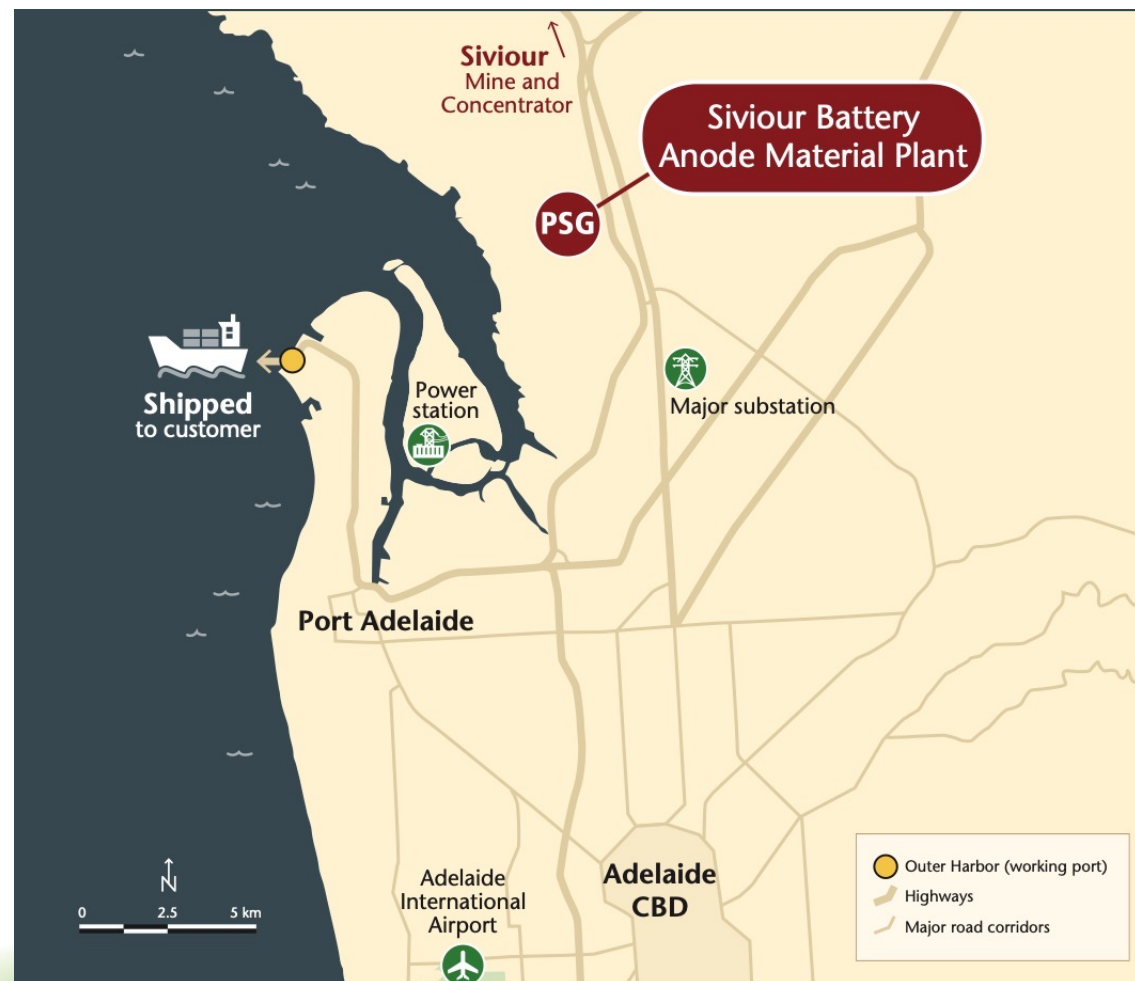 Siviour
Mine and
Concentrator
Siviour Battery
Anode Material Plant
PSG
Shipped
to customer
Power
station
Major substation
Port Adelaide
Adelaide
International
Airport
Adelaide
CBD
N
0 2.5 5 km
Outer Harbor (working port)
Highways
Major road corridors